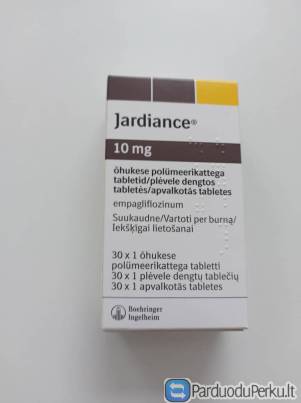 Jardiance®
10 mg
õhukese polümeerikattega
tabletid/plėvele dengtos
tabletės/apvalkotās tabletes
empagliflozinum
Suukaudne/Vartoti per burną/
Iekšķīgai lietošanai
30 x 1 õhukese
polümeerikattega tabletti
30 x 1 plėvele dengtų tablečių
30 x 1 apvalkotās tabletes
Boehringer
Ingelheim
ParduoduPerku.lt